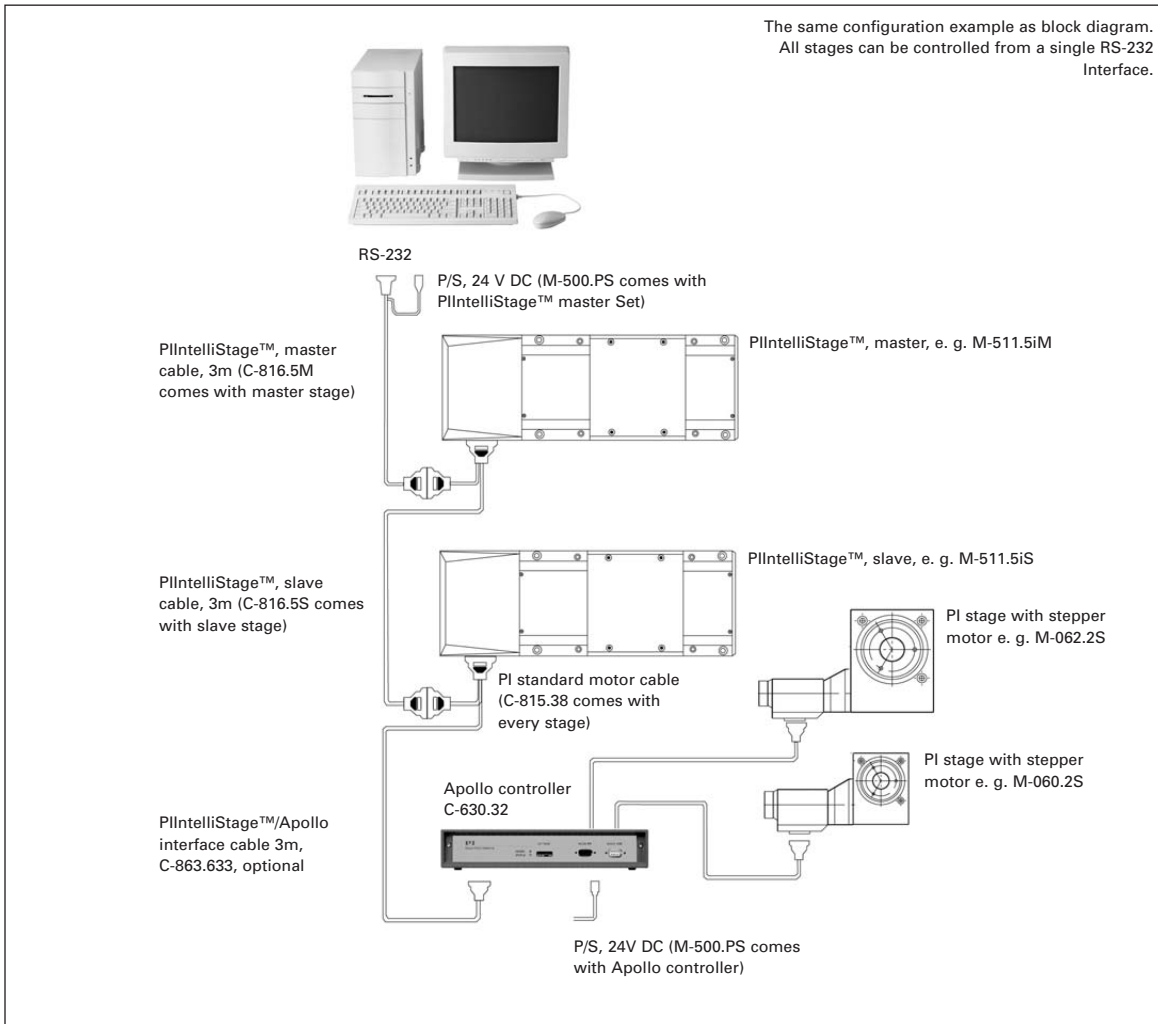 The same configuration example as block diagram.
All stages can be controlled from a single RS-232
Interface.
RS-232
P/S, 24 V DC (M-500.PS comes with
PIIntelliStage™ master Set)
PIIntelliStage™, master
cable, 3m (C-816.5M
comes with master stage)
PIIntelliStage™, master, e. g. M-511.5iM
PIIntelliStage™, slave, e. g. M-511.5iS
PIIntelliStage™, slave
cable, 3m (C-816.5S comes
with slave stage)
PI stage with stepper
motor e. g. M-062.2S
PI standard motor cable
(C-815.38 comes with
every stage)
PI stage with stepper
motor e. g. M-060.2S
Apollo controller
C-630.32
PIIntelliStage™/Apollo
interface cable 3m,
C-863.633, optional
P/S, 24V DC (M-500.PS comes
with Apollo controller)